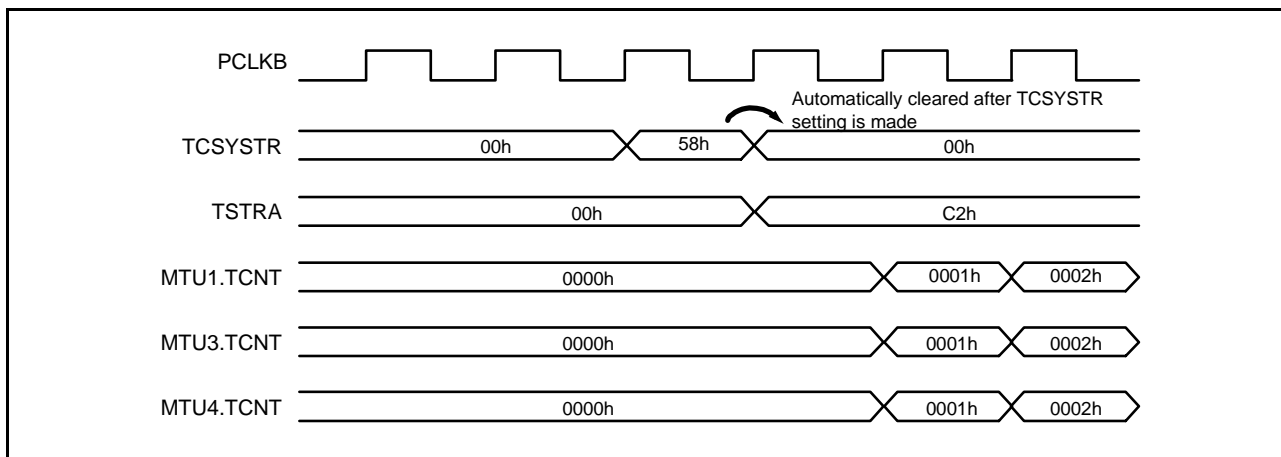 PCLKB
Automatically cleared after TCSYSTR
setting is made
TCSYSTR 00h 58h 00h
TSTRA 00h C2h
MTU1.TCNT 0000h 0001h 0002h
MTU3.TCNT 0000h 0001h 0002h
MTU4.TCNT 0000h 0001h 0002h